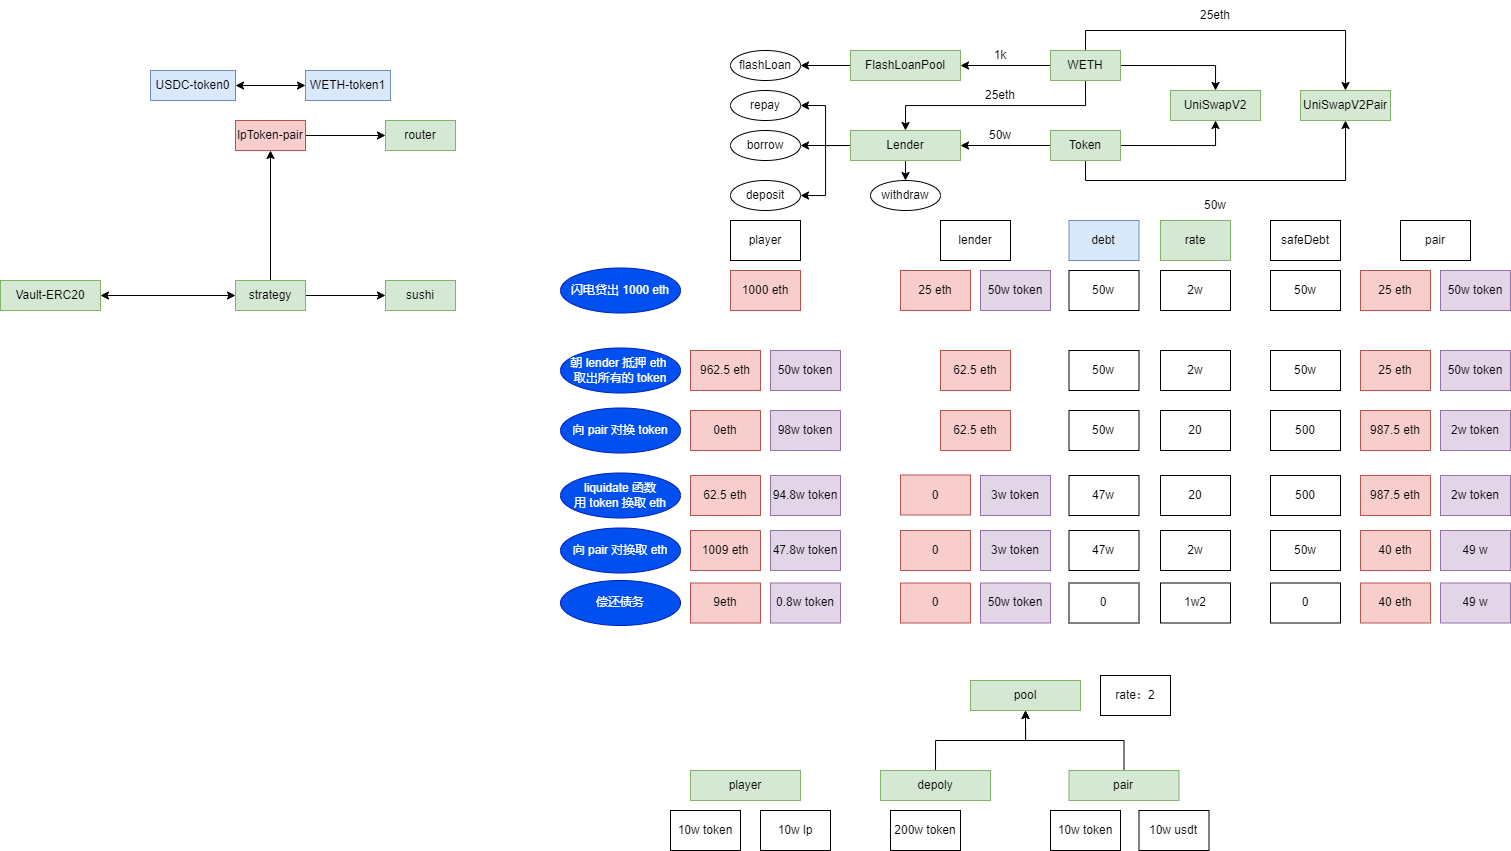 USDC-token0
WETH-token1
lpToken-pair
router
Vault-ERC20
strategy
sushi
25eth
flashLoan
FlashLoanPool
1k
WETH
25eth
repay
UniSwapV2
UniSwapV2Pair
borrow
Lender
50w
Token
deposit
withdraw
50w
player
lender
debt
rate
safeDebt
pair
闪电贷出 1000 eth
1000 eth
25 eth
50w token
50w
2w
50w
25 eth
50w token
朝 lender 抵押 eth
取出所有的 token
962.5 eth
50w token
62.5 eth
50w
2w
50w
25 eth
50w token
向 pair 对换 token
0eth
98w token
62.5 eth
50w
20
500
987.5 eth
2w token
liquidate 函数
用 token 换取 eth
62.5 eth
94.8w token
0
3w token
47w
20
500
987.5 eth
2w token
向 pair 对换取 eth
1009 eth
47.8w token
0
3w token
47w
2w
50w
40 eth
49 w
偿还债务
9eth
0.8w token
0
50w token
0
1w2
0
40 eth
49 w
pool
rate：2
player
depoly
pair
10w token
10w lp
200w token
10w token
10w usdt